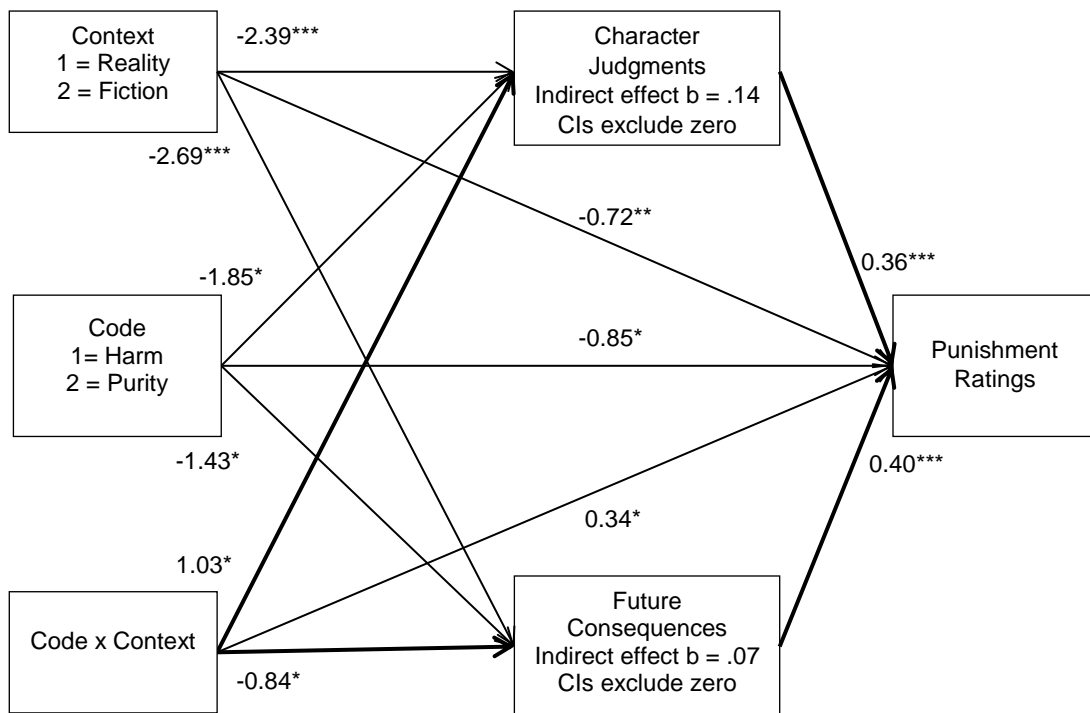 Context
1 = Reality
2 = Fiction
-2.39***
Character
Judgments
Indirect effect b = .14
CIs exclude zero
-2.69***
-0.72**
0.36***
-1.85*
Code
1= Harm
2 = Purity
-0.85*
Punishment
Ratings
-1.43*
0.40***
0.34*
1.03*
Code x Context
Future
Consequences
Indirect effect b = .07
CIs exclude zero
-0.84*